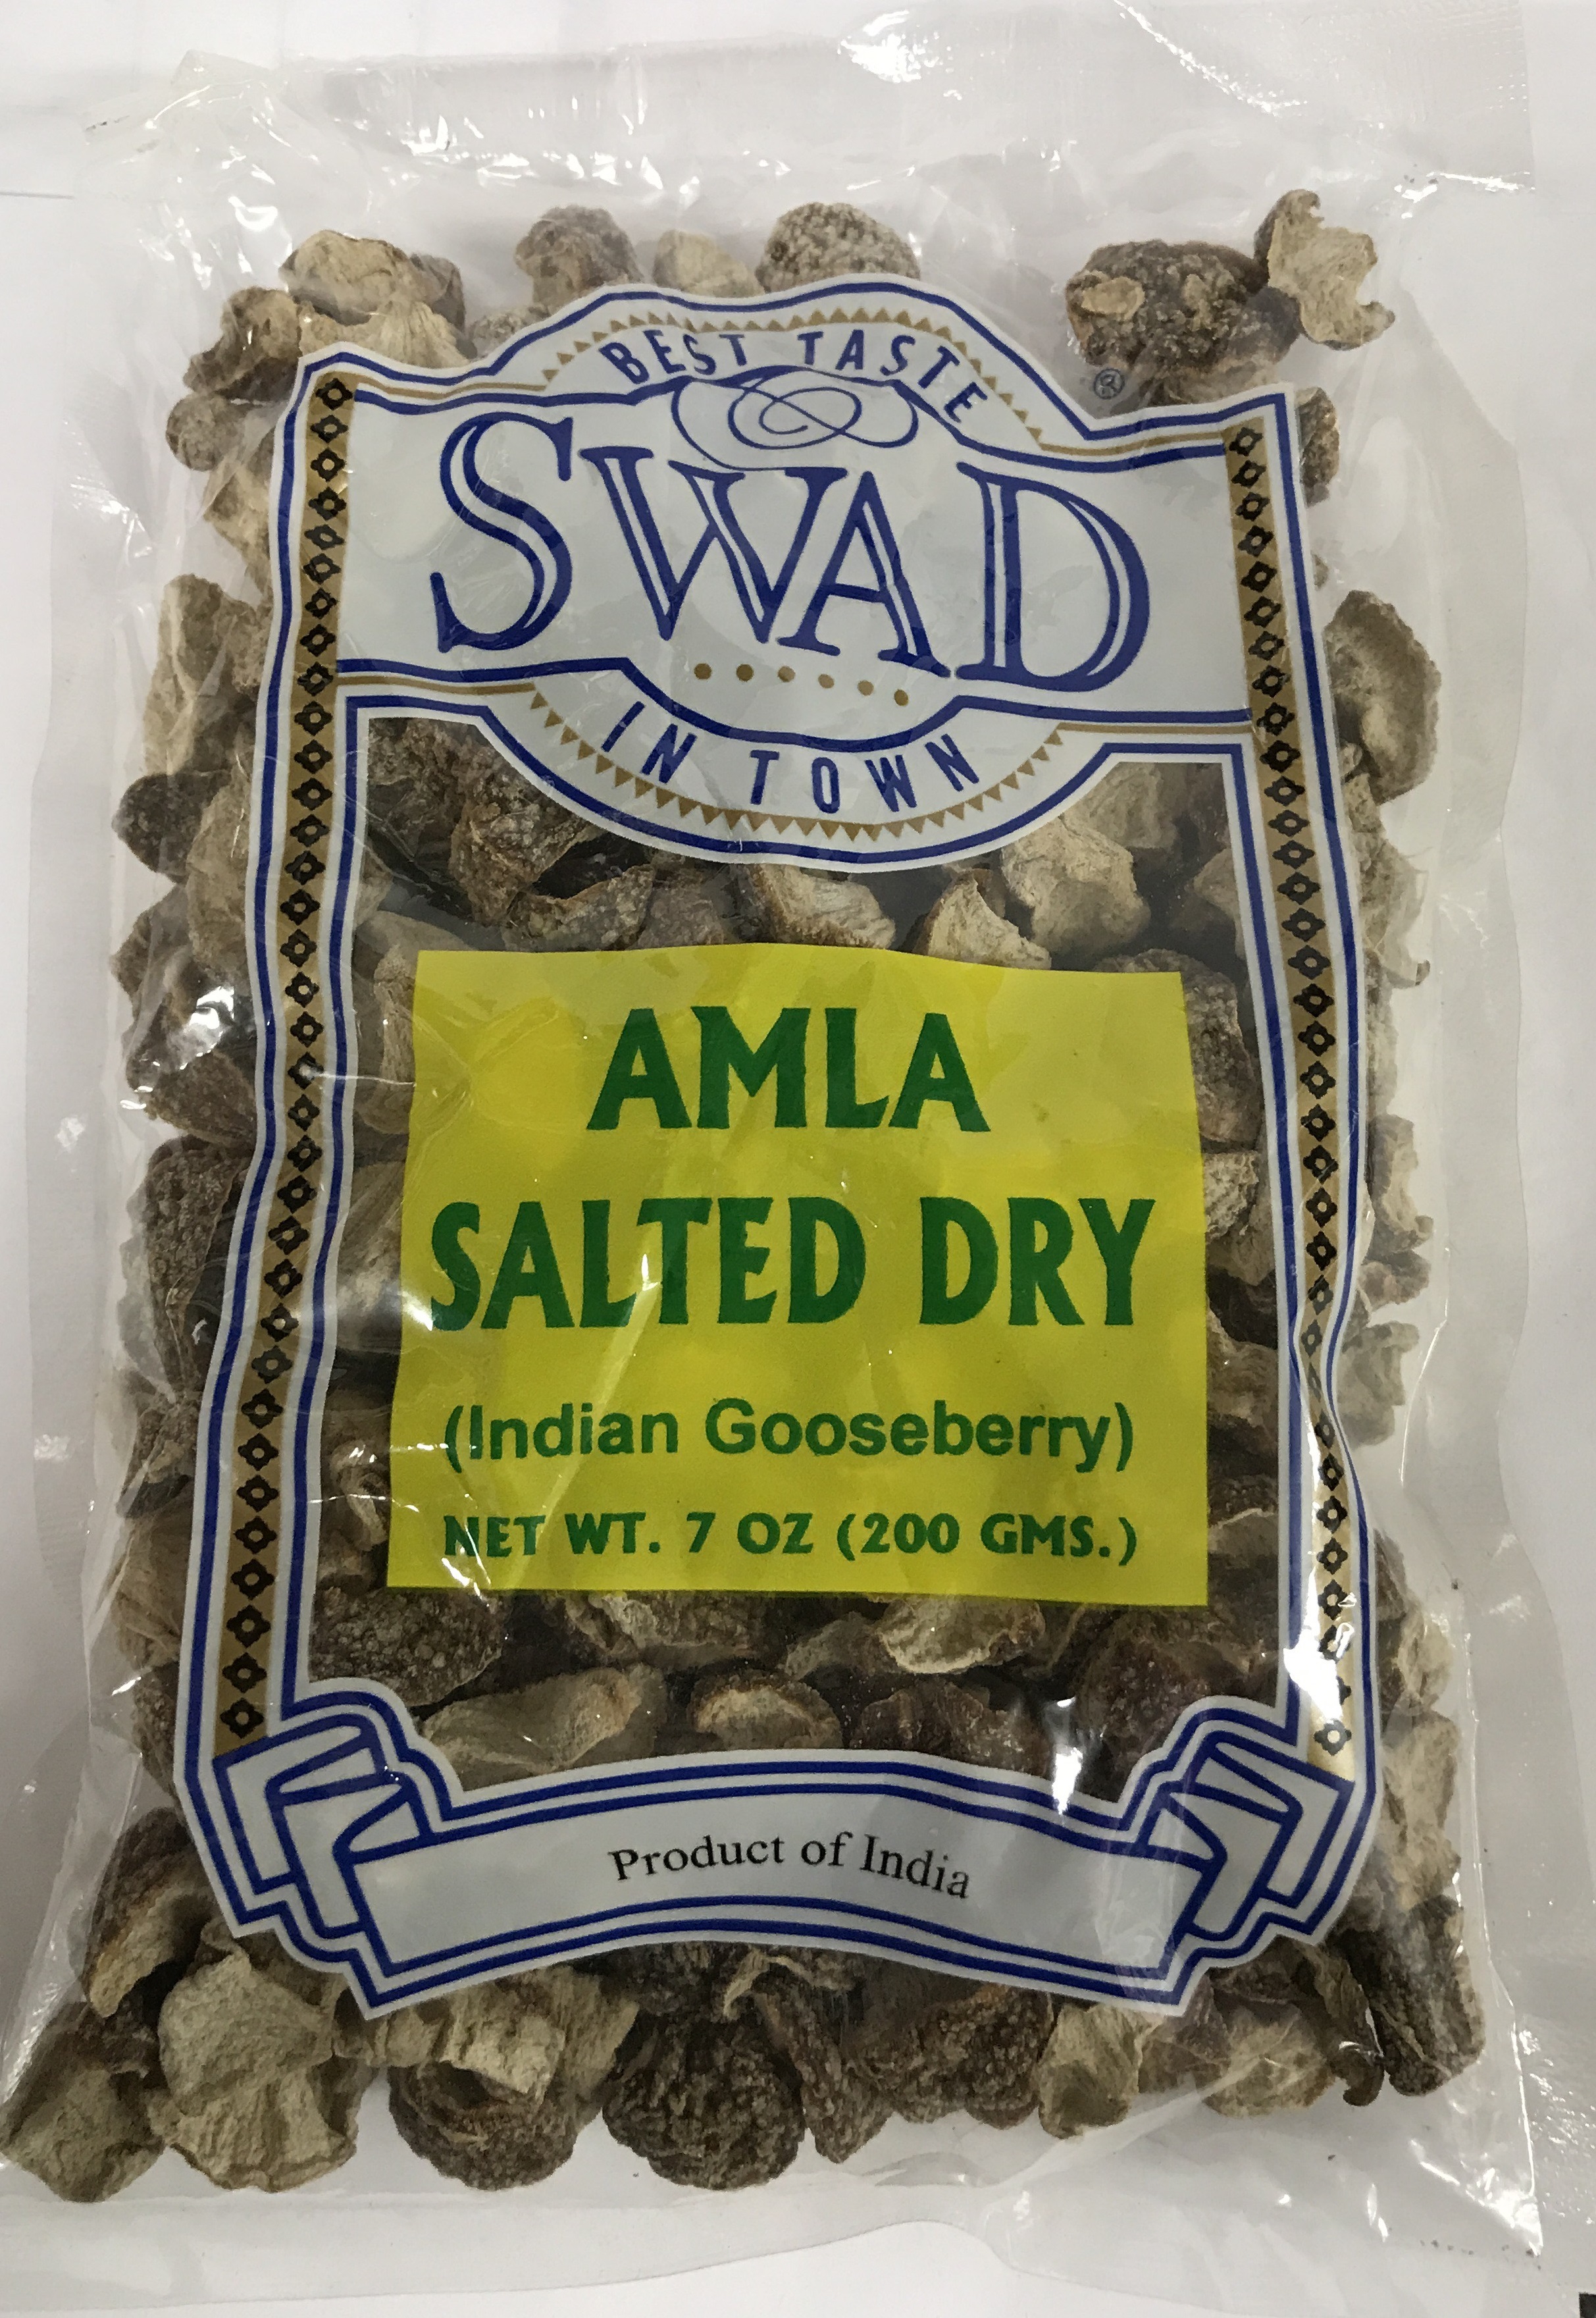 BEST TASTE
®
SWAD
IN TOWN
AMLA
SALTED DRY
(Indian Gooseberry)
NET WT. 7 OZ (200 GMS.)
Product of India